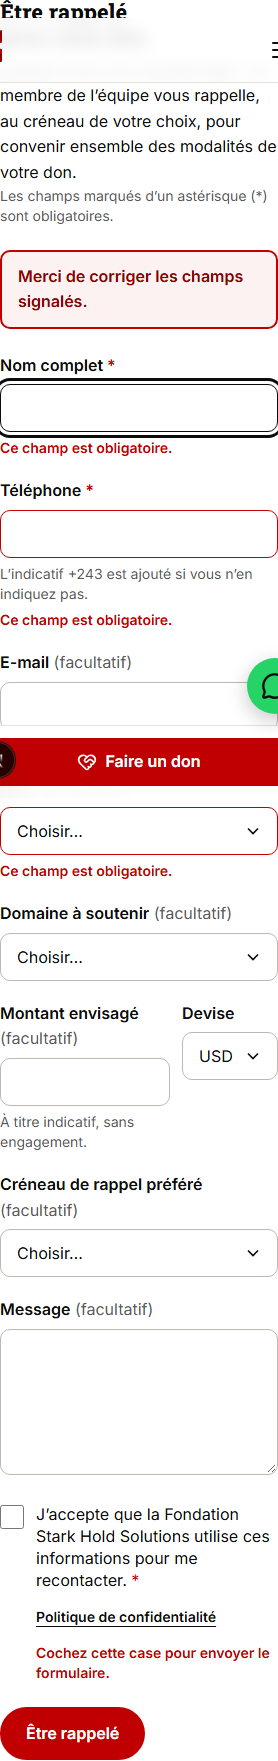 Être rappelé
membre de l’équipe vous rappelle,
au créneau de votre choix, pour
convenir ensemble des modalités de
votre don.
Les champs marqués d’un astérisque (*)
sont obligatoires.
Merci de corriger les champs
signalés.
Nom complet *
Ce champ est obligatoire.
Téléphone *
L’indicatif +243 est ajouté si vous n’en
indiquez pas.
Ce champ est obligatoire.
E-mail (facultatif)
Faire un don
Choisir...
Ce champ est obligatoire.
Domaine à soutenir (facultatif)
Choisir...
Montant envisagé
(facultatif)
À titre indicatif, sans
engagement.
Devise
USD
Créneau de rappel préféré
(facultatif)
Choisir...
Message (facultatif)
J’accepte que la Fondation
Stark Hold Solutions utilise ces
informations pour me
recontacter. *
Politique de confidentialité
Cochez cette case pour envoyer le
formulaire.
Être rappelé